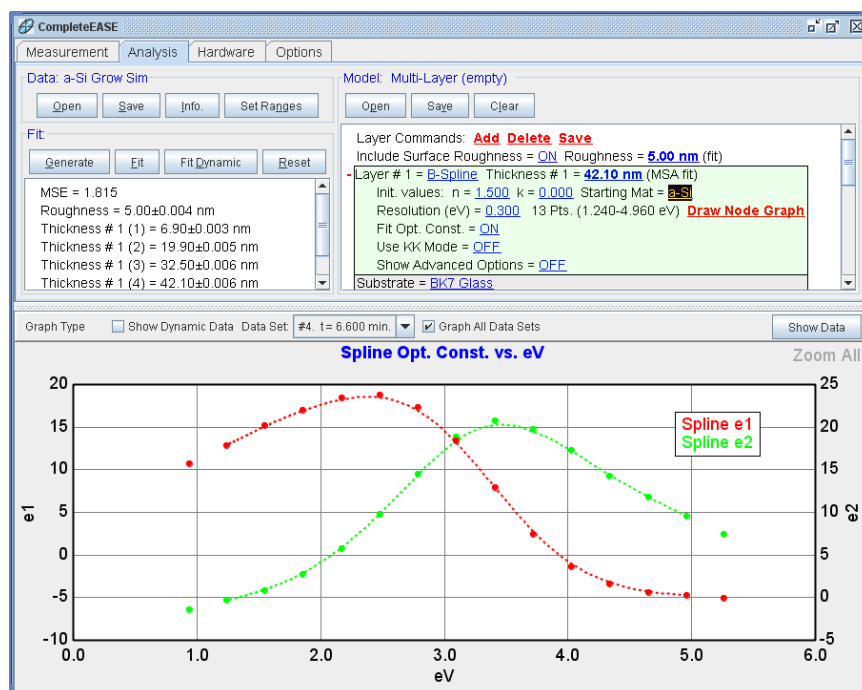 CompleteEASE
Measurement Analysis Hardware Options
Data: a-Si Grow Sim
Open Save Info. Set Ranges
Fit:
Generate Fit Fit Dynamic Reset
MSE = 1.815
Roughness = 5.00±0.004 nm
Thickness # 1 (1) = 6.90±0.003 nm
Thickness # 1 (2) = 19.90±0.005 nm
Thickness # 1 (3) = 32.50±0.006 nm
Thickness # 1 (4) = 42.10±0.006 nm
Model: Multi-Layer (empty)
Open Save Clear
Layer Commands: Add Delete Save
Include Surface Roughness = ON Roughness = 5.00 nm (fit)
-Layer # 1 = B-Spline Thickness # 1 = 42.10 nm (MSA fit)
Init. values: n = 1.500 k = 0.000 Starting Mat = a-Si
Resolution (eV) = 0.300 13 Pts. (1.240-4.960 eV) Draw Node Graph
Fit Opt. Const. = ON
Use KK Mode = OFF
Show Advanced Options = OFF
Substrate = BK7 Glass
Graph Type Show Dynamic Data Data Set: #4. t= 6.600 min. Graph All Data Sets Show Data
Spline Opt. Const. vs. eV
Zoom All
20
15
10
5
0
-5
-10
e1
Spline e1
Spline e2
25
20
15
10
5
0
-5
e2
0.0 1.0 2.0 3.0 4.0 5.0 6.0
eV